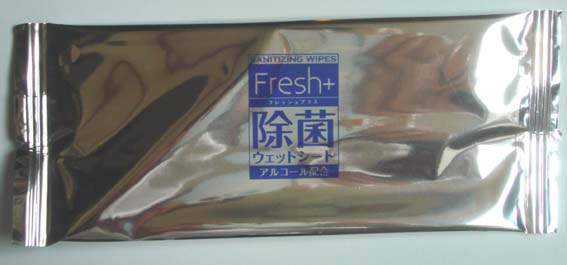 SANITIZING WIPES
Fresh+
フレッシュプラス
除菌
ウェットシート
アルコール配合